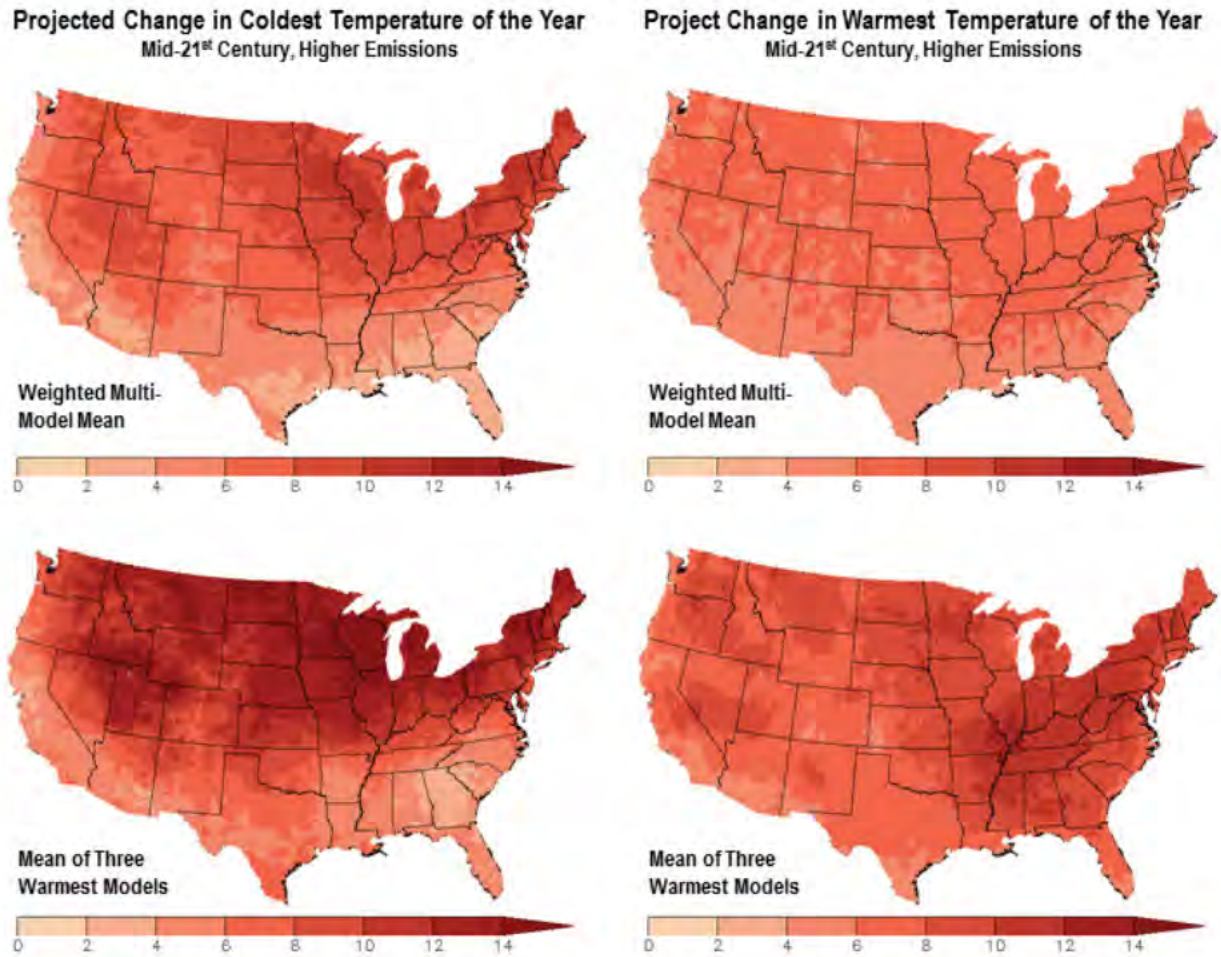 Projected Change in Coldest Temperature of the Year
Mid-21st Century, Higher Emissions
Project Change in Warmest Temperature of the Year
Mid-21st Century, Higher Emissions
Weighted Multi-
Model Mean
0 2 4 6 8 10 12 14
Weighted Multi-
Model Mean
0 2 4 6 8 10 12 14
Mean of Three
Warmest Models
0 2 4 6 8 10 12 14
Mean of Three
Warmest Models
0 2 4 6 8 10 12 14